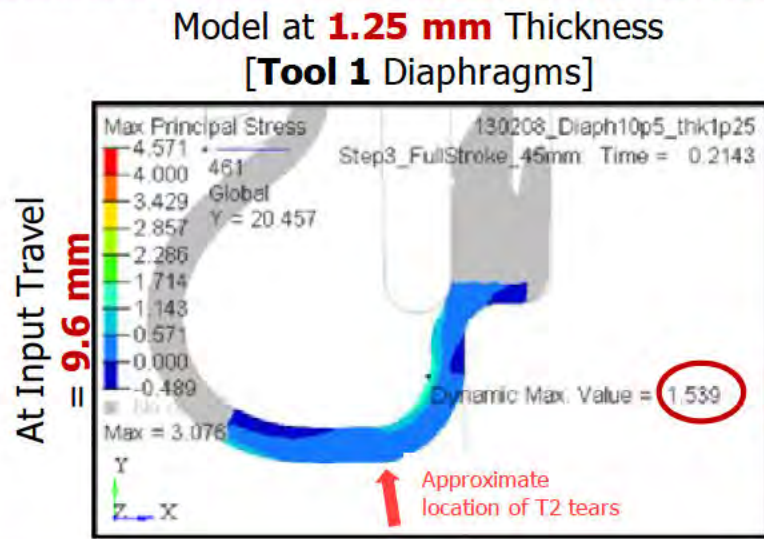 Model at 1.25 mm Thickness
[Tool 1 Diaphragms]
At Input Travel
= 9.6 mm
Max Principal Stress
4.571
4.000
3.429
2.857
2.286
1.714
1.143
0.571
0.000
-0.489
Max = 3.076
461
Global
Y = 20.457
130208_Diaph10p5_thk1p25
Step3_FullStroke_45mm Time = 0.2143
Dynamic Max. Value = 1.539
Approximate
location of T2 tears
Y
Z X